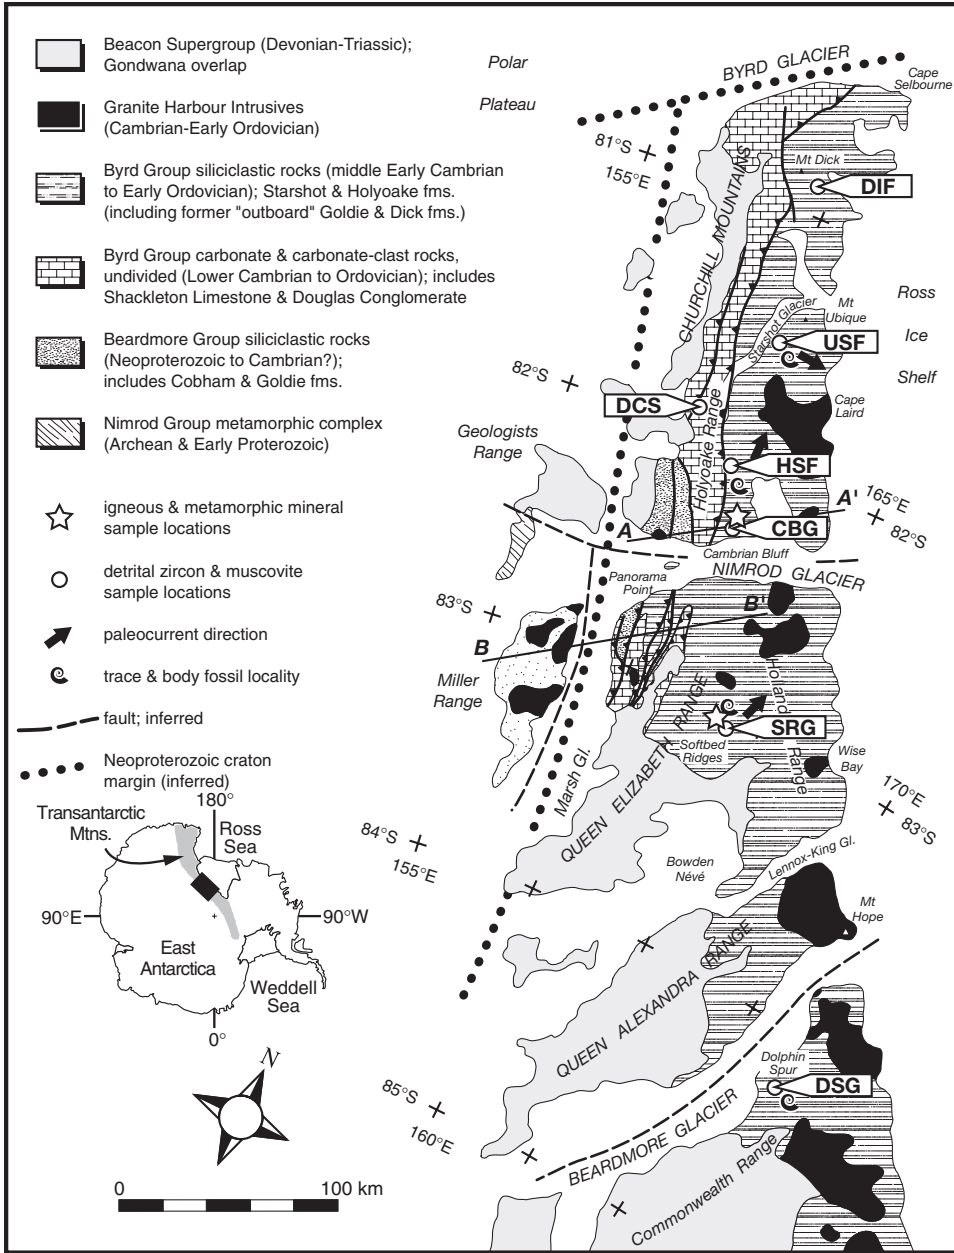 Beacon Supergroup (Devonian-Triassic);
Gondwana overlap
Granite Harbour Intrusives
(Cambrian-Early Ordovician)
Byrd Group siliciclastic rocks (middle Early Cambrian
to Early Ordovician); Starshot & Holyoake fms.
(including former "outboard" Goldie & Dick fms.)
Byrd Group carbonate & carbonate-clast rocks,
undivided (Lower Cambrian to Ordovician); includes
Shackleton Limestone & Douglas Conglomerate
Beardmore Group siliciclastic rocks
(Neoproterozoic to Cambrian?);
includes Cobham & Goldie fms.
Nimrod Group metamorphic complex
(Archean & Early Proterozoic)
igneous & metamorphic mineral
sample locations
detrital zircon & muscovite
sample locations
paleocurrent direction
trace & body fossil locality
fault; inferred
Neoproterozoic craton
margin (inferred)
Transantarctic
Mtns.
180°
Ross
Sea
90°E
90°W
East
Antarctica
Weddell
Sea
0°
N
0
100 km
Polar
Plateau
BYRD GLACIER
Cape
Selbourne
81°S
155°E
Mt Dick
DIF
CHURCHILL MOUNTAINS
Starshot Glacier
Mt
Ubique
Ross
Ice
Shelf
USF
82°S
DCS
Cape
Laird
Geologists
Range
Holyoake Range
HSF
A
A'
165°E
82°S
CBG
Cambrian Bluff
NIMROD GLACIER
Panorama
Point
83°S
B
B'
Miller
Range
Marsh Gl.
QUEEN ELIZABETH RANGE
Holland
Range
SRG
Softbed
Ridges
Wise
Bay
170°E
83°S
84°S
155°E
Bowden
Névé
Lennox-King Gl.
Mt
Hope
QUEEN ALEXANDRA RANGE
Dolphin
Spur
DSG
85°S
160°E
BEARDMORE GLACIER
Commonwealth Range